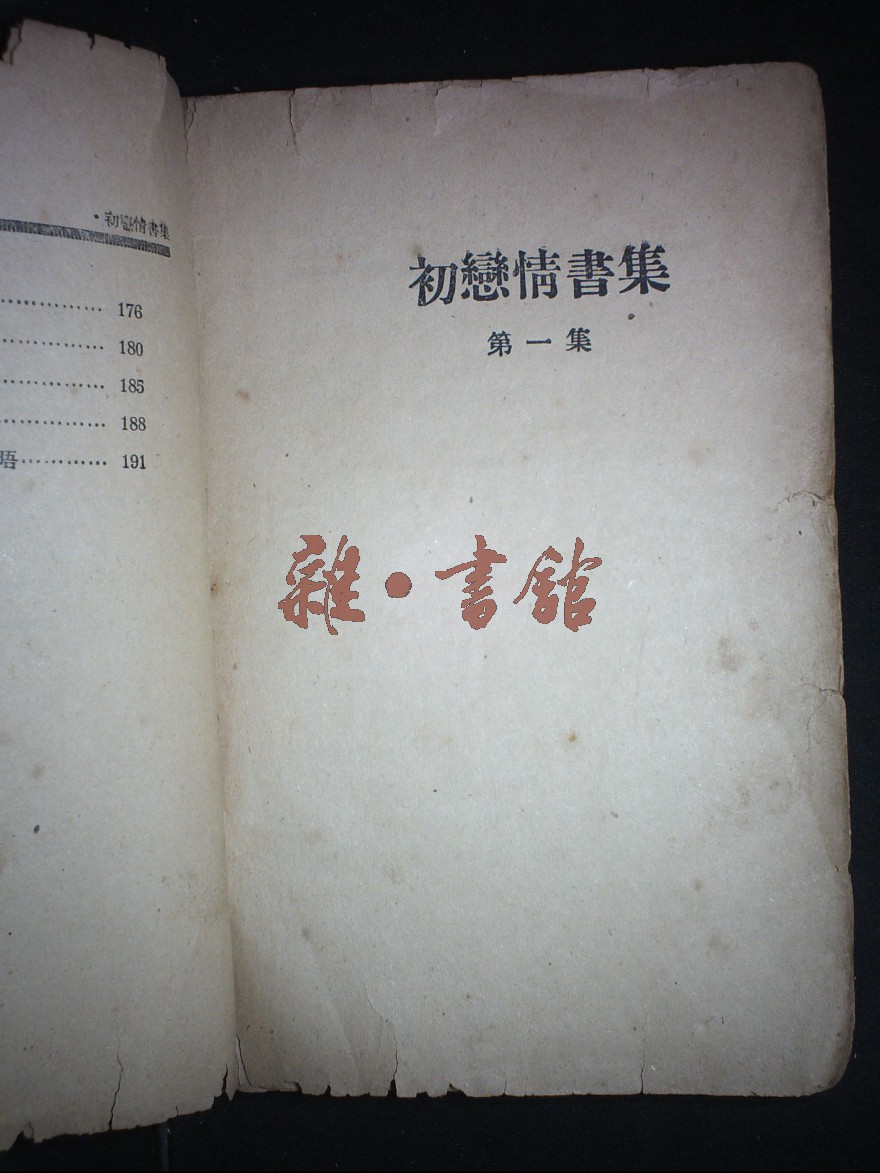 ·初戀情書集
………… 176
………… 180
………… 185
………… 188
晤………… 191
初戀情書集
第一集
雜·書館